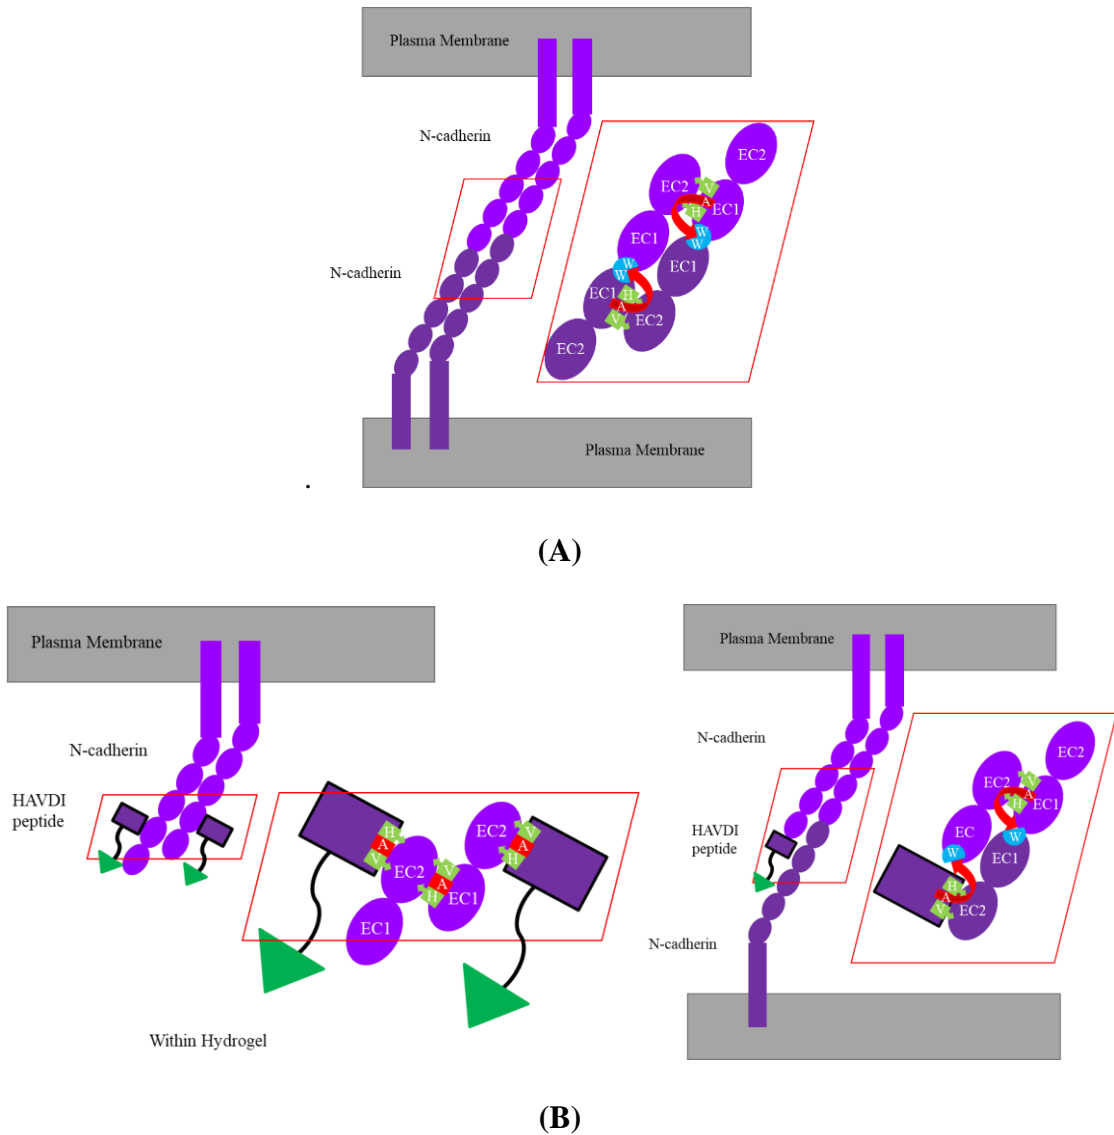 Plasma Membrane
N-cadherin
EC2
EC2
V
A
H
EC1
W
W
EC1
EC1
N-cadherin
W
W
EC1
H
A
V
EC2
EC2
Plasma Membrane
.
(A)
Plasma Membrane
N-cadherin
HAVDI
peptide
H
A
V
EC2
EC2
V
A
H
V
A
H
EC1
EC1
Within Hydrogel
Plasma Membrane
N-cadherin
HAVDI
peptide
N-cadherin
EC2
EC2
V
A
H
EC1
W
EC
W
EC1
H
A
V
EC2
(B)